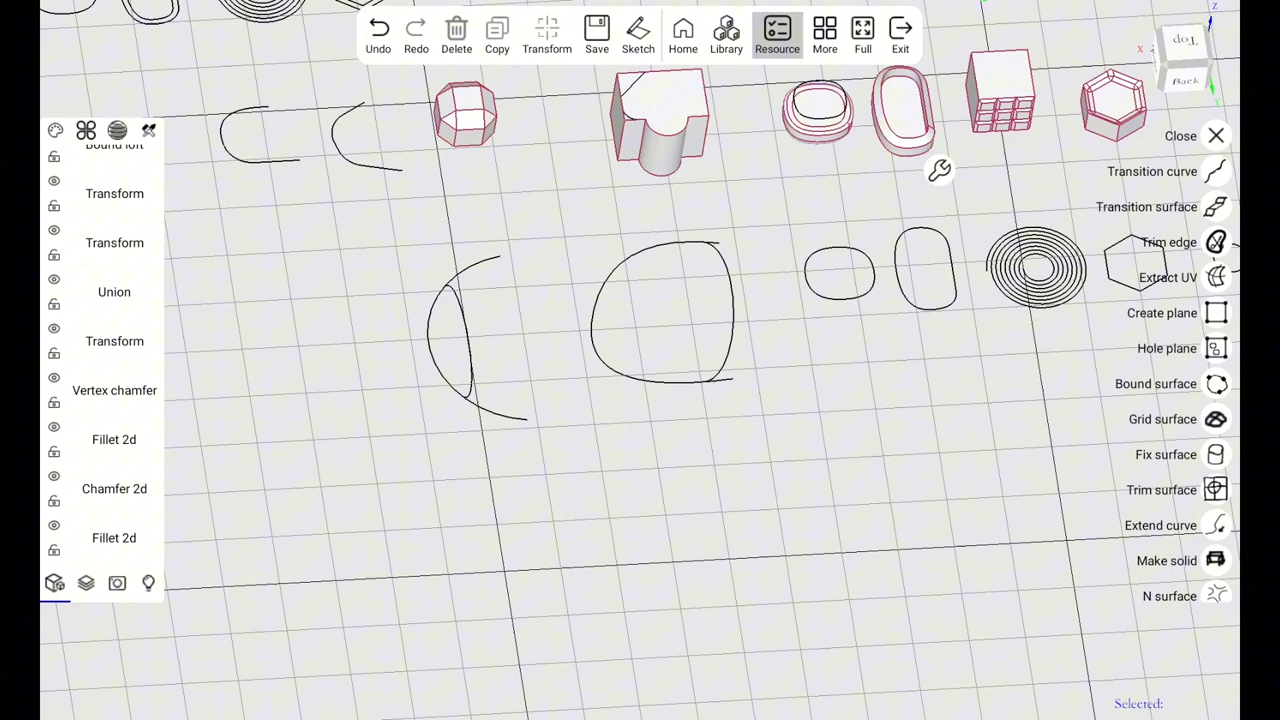 Undo
Redo
Delete
Copy
Transform
Save
Sketch
Home
Library
Resource
More
Full
Exit
z
x
Top
Back
Y
Bound loft
Transform
Transform
Union
Transform
Vertex chamfer
Fillet 2d
Chamfer 2d
Fillet 2d
Close
Transition curve
Transition surface
Trim edge
Extract UV
Create plane
Hole plane
Bound surface
Grid surface
Fix surface
Trim surface
Extend curve
Make solid
N surface
Selected: